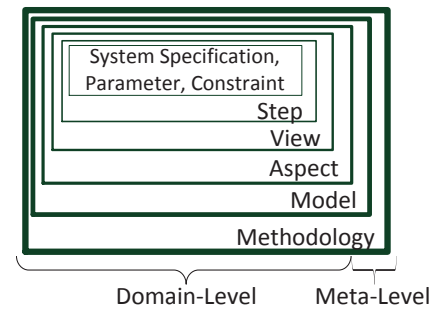 System Specification,
Parameter, Constraint
Step
View
Aspect
Model
Methodology
Domain-Level
Meta-Level